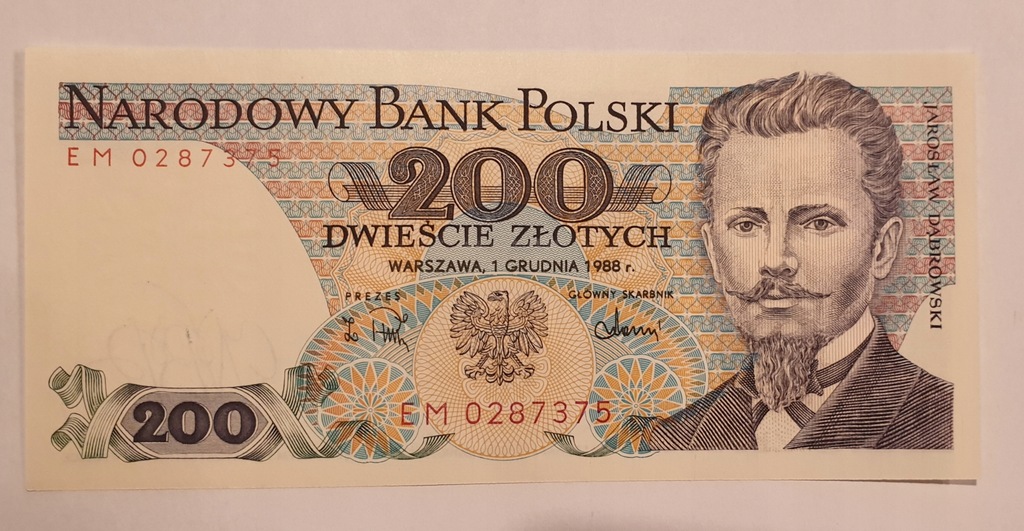 NARODOWY BANK POLSKI
EM 0287375
200
DWIEŚCIE ZŁOTYCH
WARSZAWA, 1 GRUDNIA 1988 r.
PREZES
GŁÓWNY SKARBNIK
EM 0287375
200
JAROSŁAW DĄBROWSKI